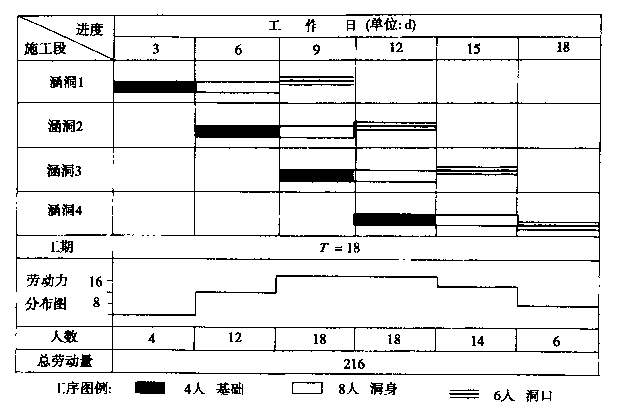 进度 工 件 日 (单位: d)
施工段 3 6 9 12 15 18
涵洞1
涵洞2
涵洞3
涵洞4
工期 T = 18
劳动力 16
分布图 8
人数 4 12 18 18 14 6
总劳动量 216
工序图例: 4人 基础 8人 洞身 6人 洞口